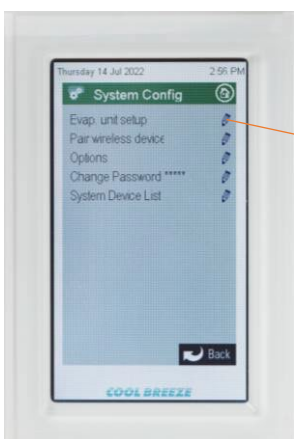 Thursday 14 Jul 2022 2:56 PM
System Config
Evap. unit setup
Pair wireless device
Options
Change Password *****
System Device List
Back
COOL BREEZE